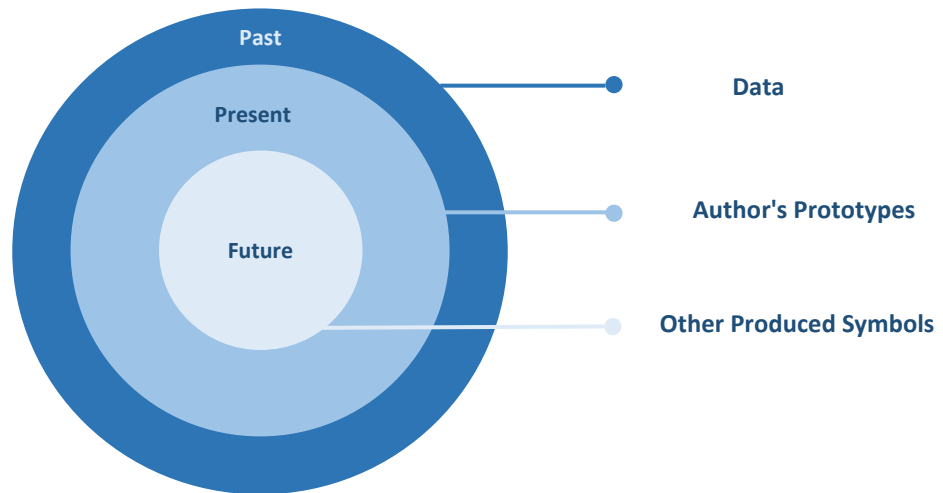 Past
Data
Present
Author's Prototypes
Future
Other Produced Symbols